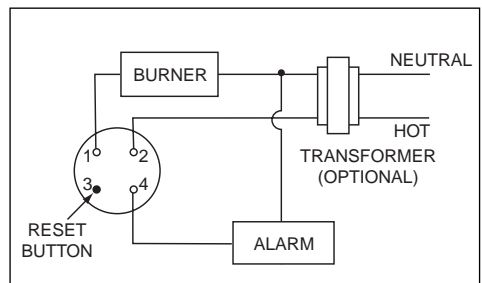 NEUTRAL
BURNER
HOT
TRANSFORMER
(OPTIONAL)
1
2
3
4
RESET
BUTTON
ALARM